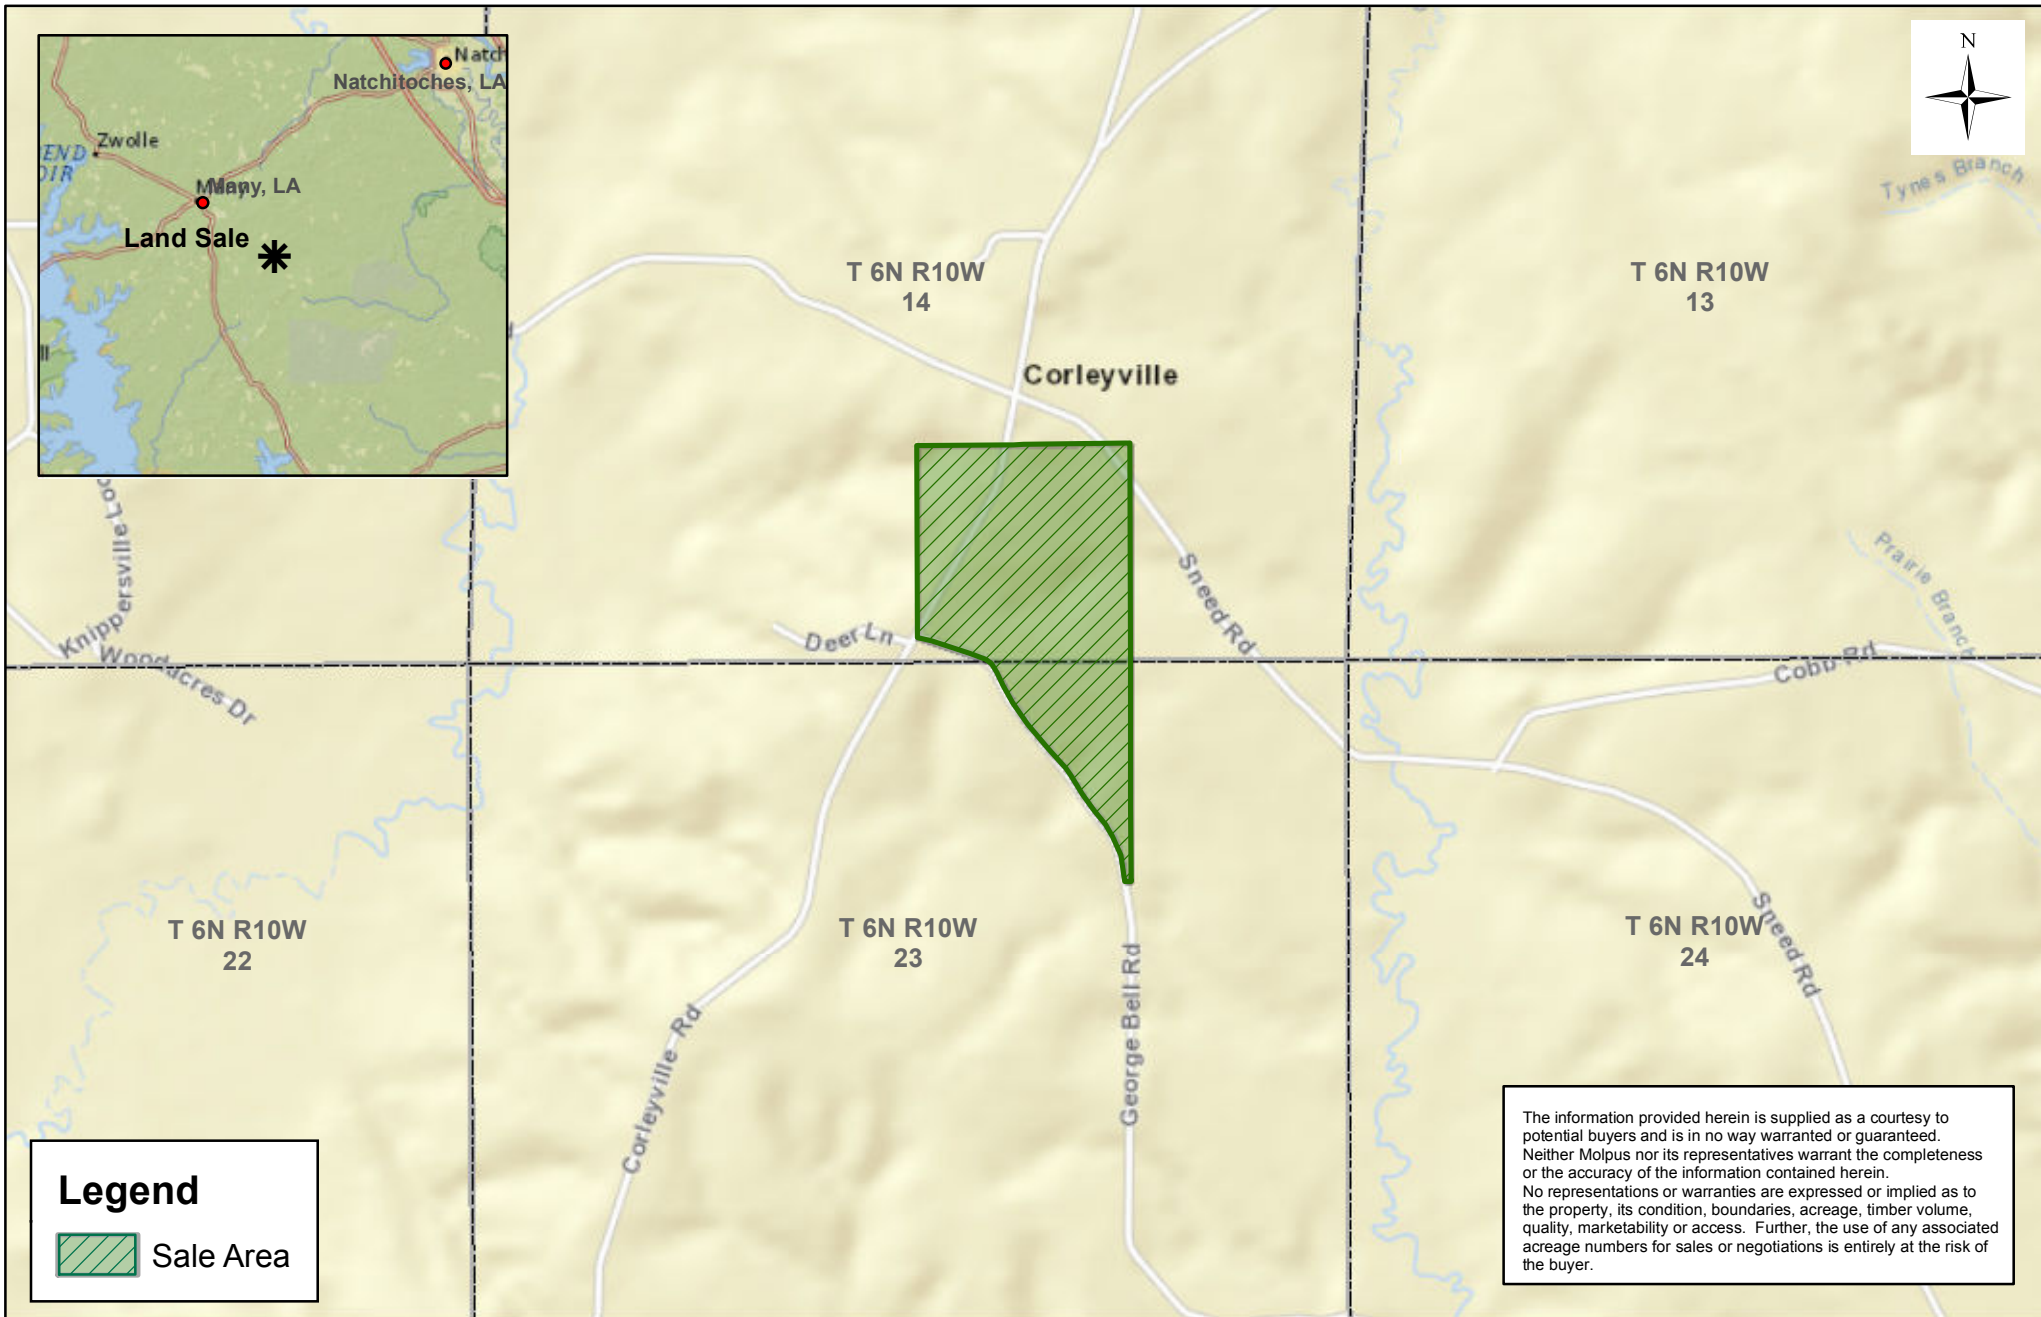 Natch
Natchitoches, LA
Zwolle
END
DIR
Many
Many, LA
Land Sale
N
Tynes Branch
T 6N R10W
14
T 6N R10W
13
Corleyville
Knippersville Loo
Woodacres Dr
Deer Ln
Sneed Rd
Prairie Branch
Cobb Rd
T 6N R10W
22
T 6N R10W
23
T 6N R10W
24
Sneed Rd
Corleyville Rd
George Bell Rd
Legend
Sale Area
The information provided herein is supplied as a courtesy to
potential buyers and is in no way warranted or guaranteed.
Neither Molpus nor its representatives warrant the completeness
or the accuracy of the information contained herein.
No representations or warranties are expressed or implied as to
the property, its condition, boundaries, acreage, timber volume,
quality, marketability or access.  Further, the use of any associated
acreage numbers for sales or negotiations is entirely at the risk of
the buyer.